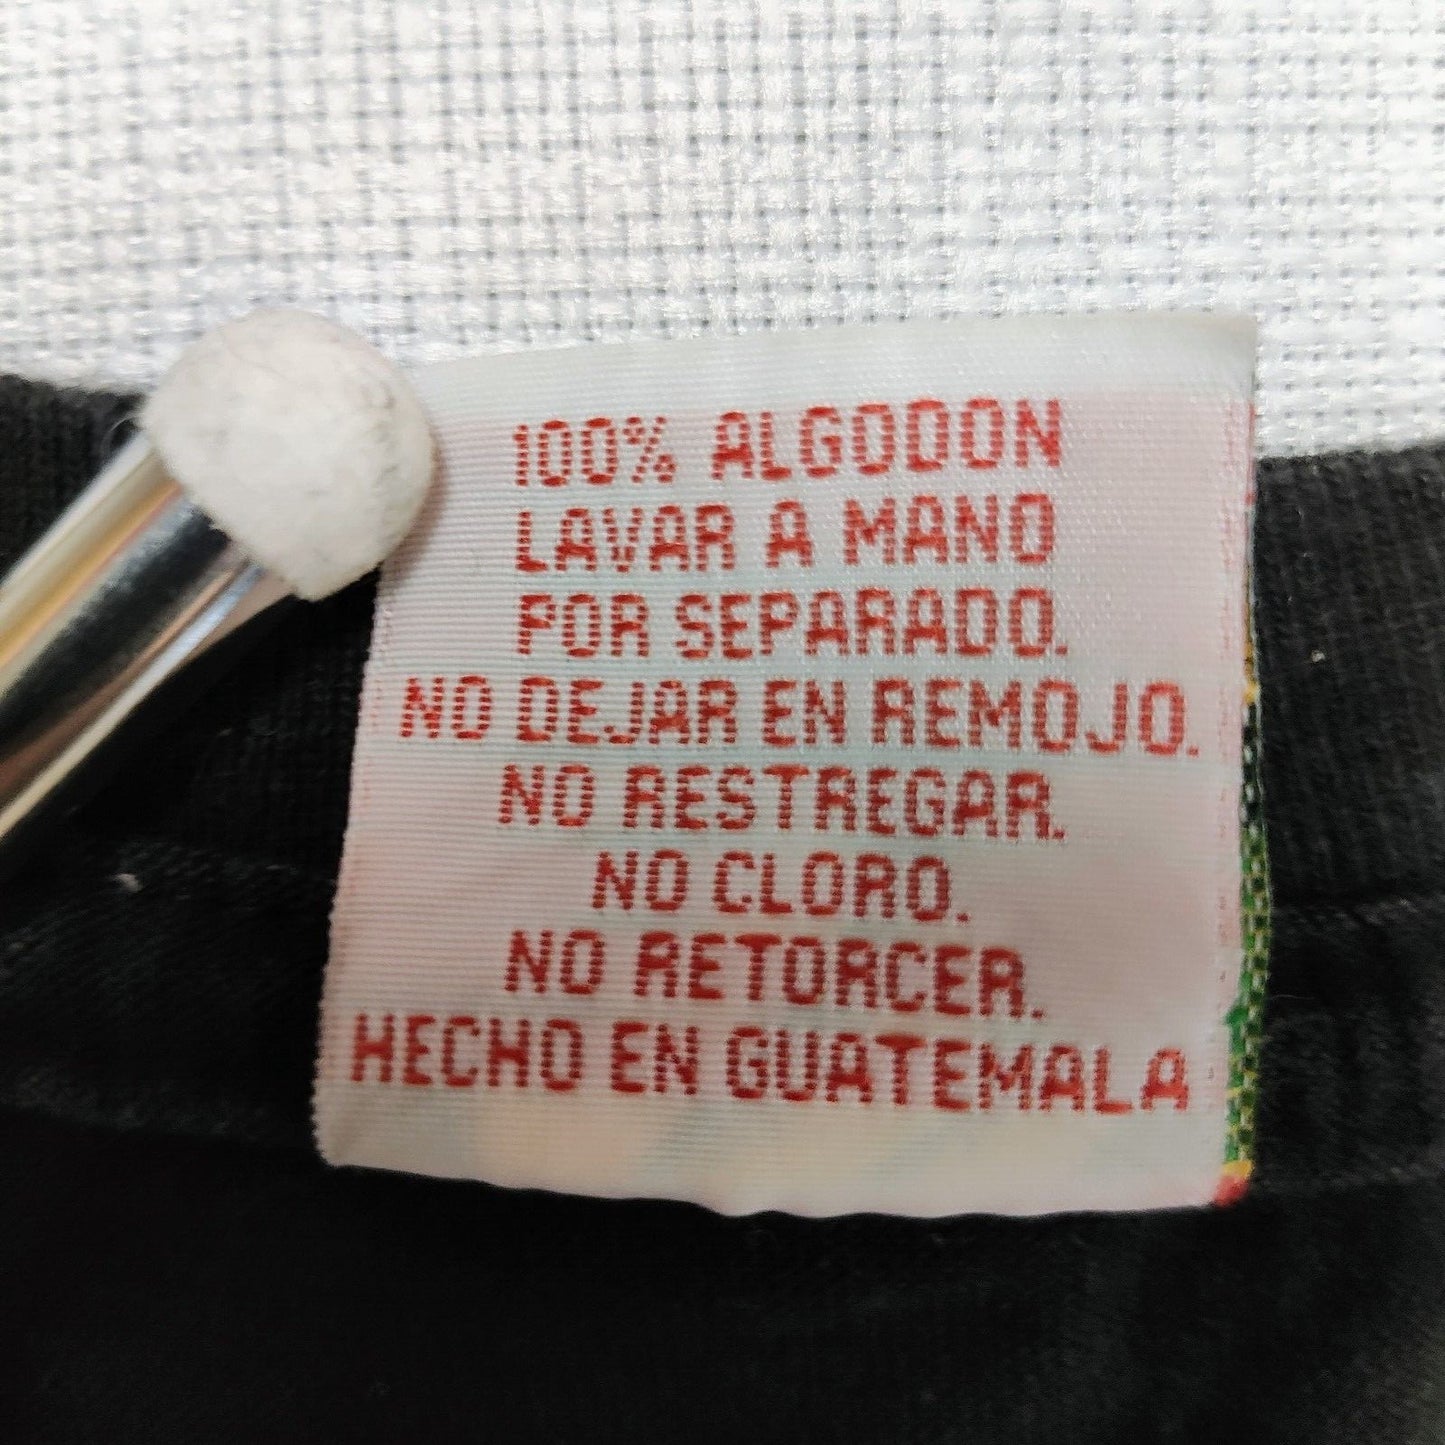 100% ALGODON
LAVAR A MANO
POR SEPARADO.
NO DEJAR EN REMOJO.
NO RESTREGAR.
NO CLORO.
NO RETORCER.
HECHO EN GUATEMALA